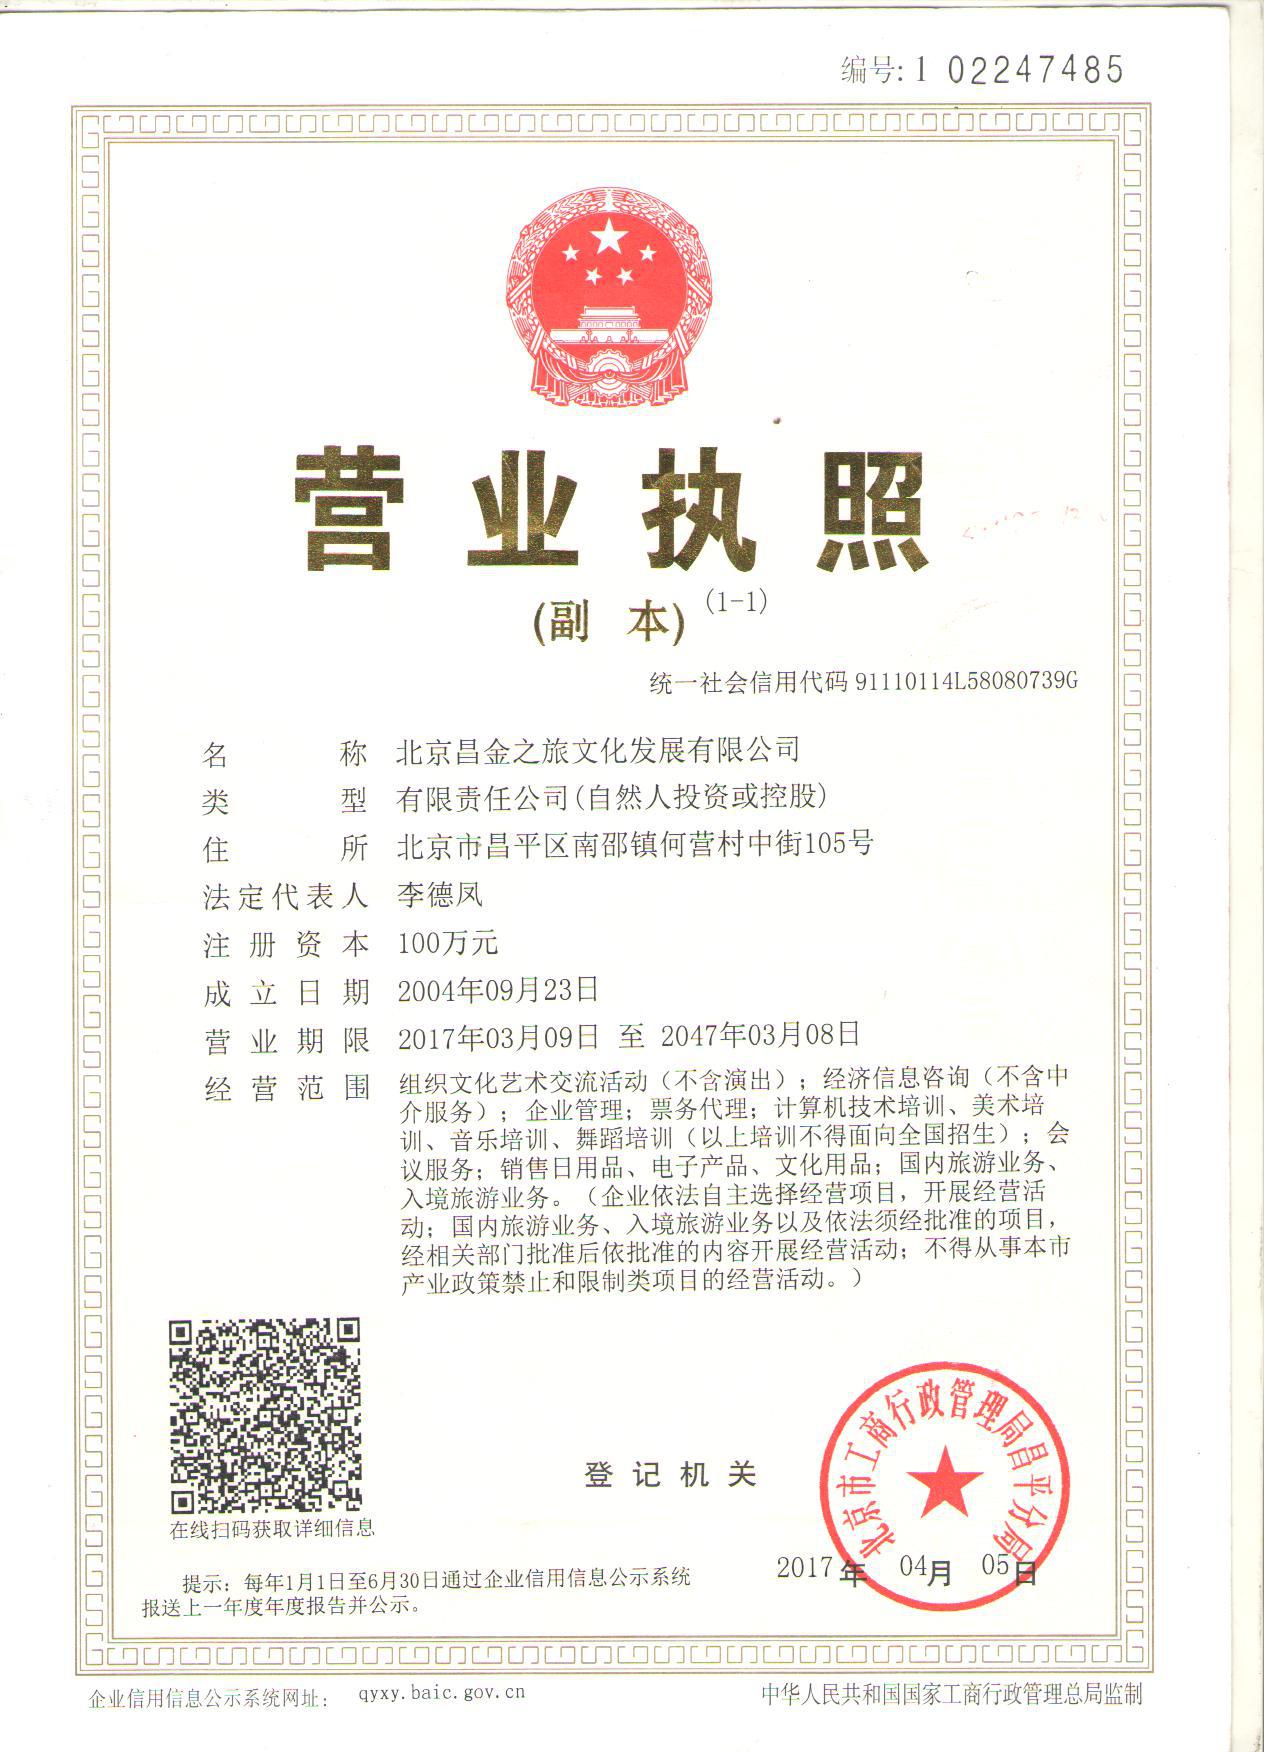 编号: 1 02247485
营业执照
(副 本) (1-1)
统一社会信用代码 91110114L58080739G
名 称 北京昌金之旅文化发展有限公司
类 型 有限责任公司(自然人投资或控股)
住 所 北京市昌平区南邵镇何营村中街105号
法定代表人 李德凤
注 册 资 本 100万元
成 立 日 期 2004年09月23日
营 业 期 限 2017年03月09日 至 2047年03月08日
经 营 范 围 组织文化艺术交流活动（不含演出）；经济信息咨询（不含中
介服务）；企业管理；票务代理；计算机技术培训、美术培
训、音乐培训、舞蹈培训（以上培训不得面向全国招生）；会
议服务；销售日用品、电子产品、文化用品；国内旅游业务、
入境旅游业务。（企业依法自主选择经营项目，开展经营活
动；国内旅游业务、入境旅游业务以及依法须经批准的项目，
经相关部门批准后依批准的内容开展经营活动；不得从事本市
产业政策禁止和限制类项目的经营活动。）
在线扫码获取详细信息
登 记 机 关
北京市工商行政管理局昌平分局
2017年 04月 05日
提示：每年1月1日至6月30日通过企业信用信息公示系统
报送上一年度年度报告并公示。
企业信用信息公示系统网址： qyxy.baic.gov.cn
中华人民共和国国家工商行政管理总局监制